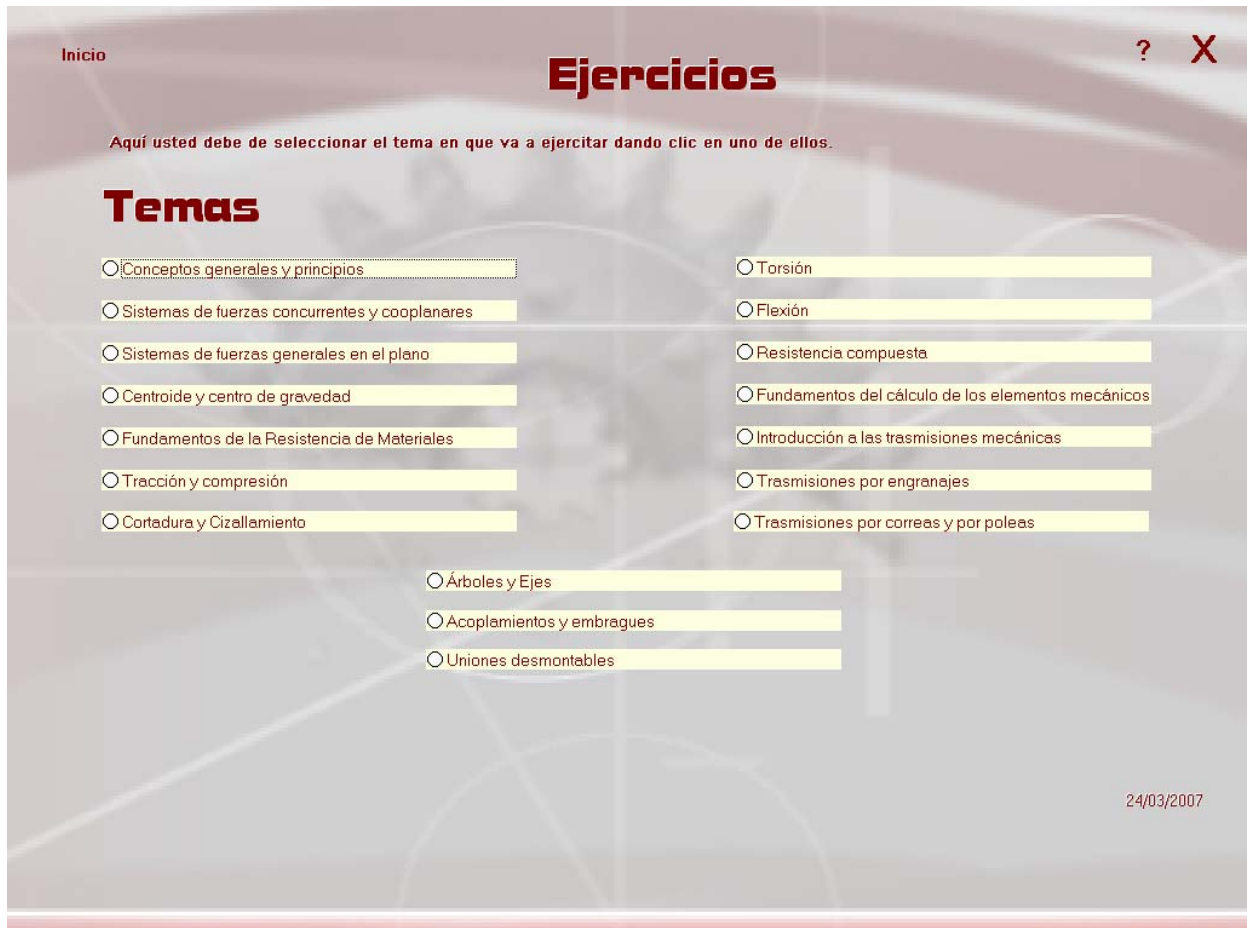 Inicio
? X
Ejercicios
Aquí usted debe de seleccionar el tema en que va a ejercitar dando clic en uno de ellos.
Temas
Conceptos generales y principios
Sistemas de fuerzas concurrentes y cooplanares
Sistemas de fuerzas generales en el plano
Centroide y centro de gravedad
Fundamentos de la Resistencia de Materiales
Tracción y compresión
Cortadura y Cizallamiento
Torsión
Flexión
Resistencia compuesta
Fundamentos del cálculo de los elementos mecánicos
Introducción a las trasmisiones mecánicas
Trasmisiones por engranajes
Trasmisiones por correas y por poleas
Árboles y Ejes
Acoplamientos y embragues
Uniones desmontables
24/03/2007